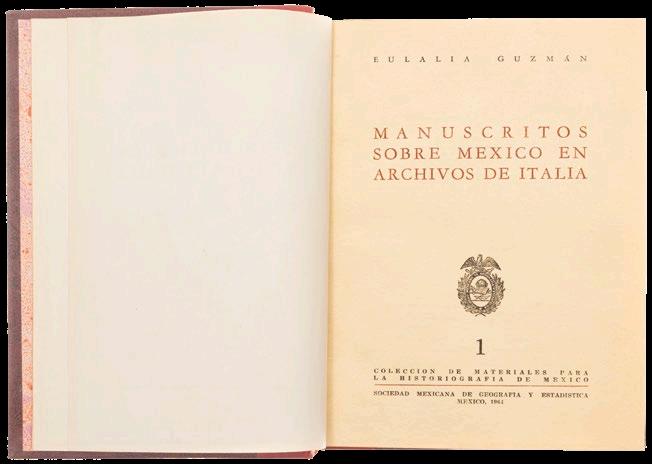 EULALIA GUZMÁN
MANUSCRITOS
SOBRE MEXICO EN
ARCHIVOS DE ITALIA
1
COLECCION DE MATERIALES PARA
LA HISTORIOGRAFIA DE MEXICO
SOCIEDAD MEXICANA DE GEOGRAFIA Y ESTADISTICA
MEXICO, 1964